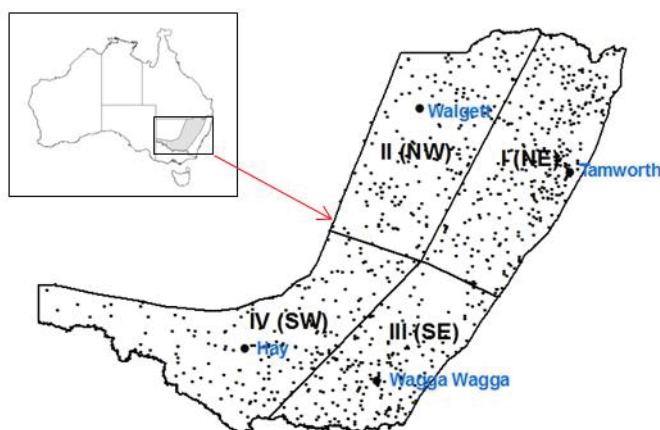 Walgett
II (NW)
I (NE)
Tamworth
IV (SW)
Hay
III (SE)
Wagga Wagga